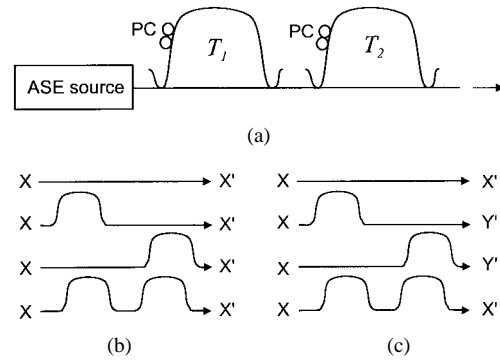 PC
T1
PC
T2
ASE source
(a)
X X' X X'
X X' X Y'
X X' X Y'
X X' X X'
(b) (c)